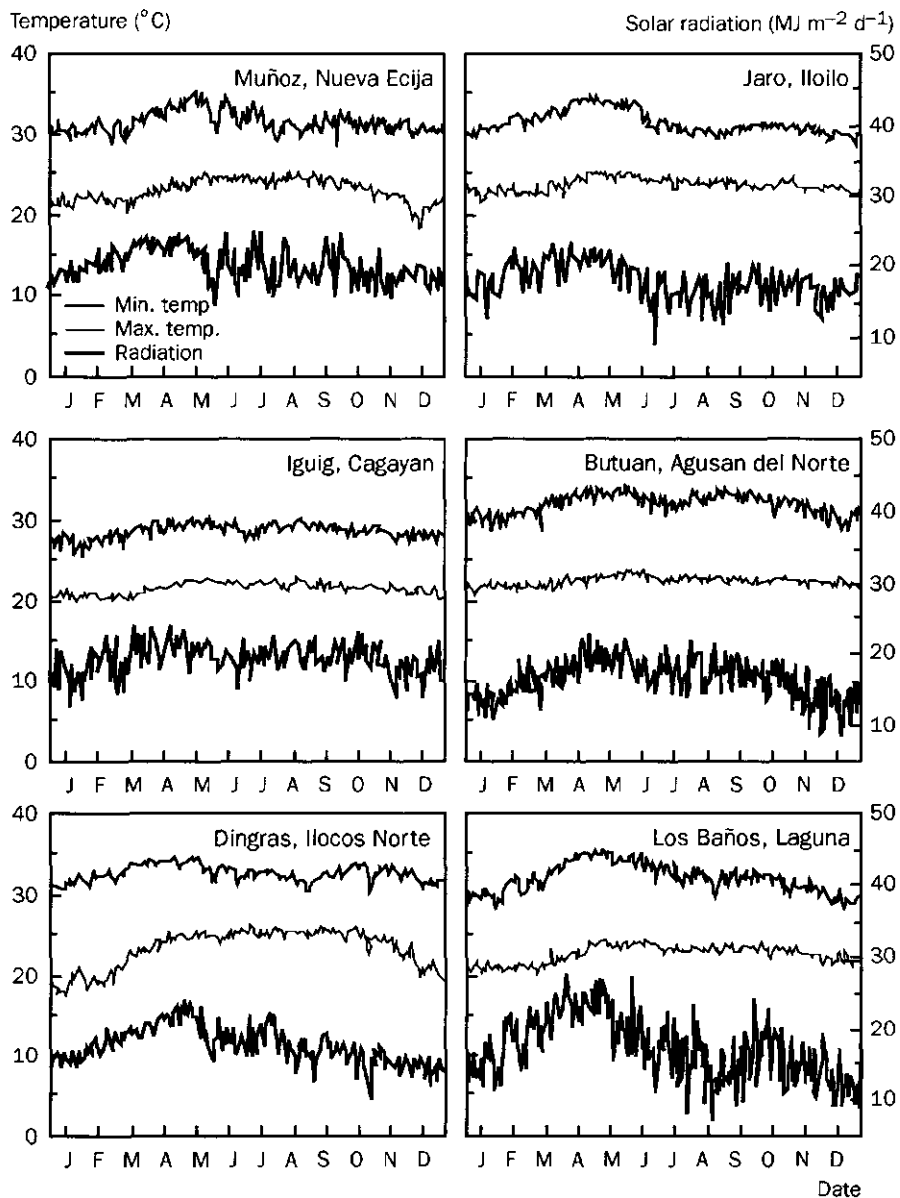 Temperature (°C)
Solar radiation (MJ m−2 d−1)
40
30
20
10
0
Muñoz, Nueva Ecija
Min. temp
Max. temp.
Radiation
J F M A M J J A S O N D
Jaro, Iloilo
50
40
30
20
10
J F M A M J J A S O N D
40
30
20
10
0
Iguig, Cagayan
J F M A M J J A S O N D
Butuan, Agusan del Norte
50
40
30
20
10
J F M A M J J A S O N D
40
30
20
10
0
Dingras, Ilocos Norte
J F M A M J J A S O N D
Los Baños, Laguna
50
40
30
20
10
J F M A M J J A S O N D
Date